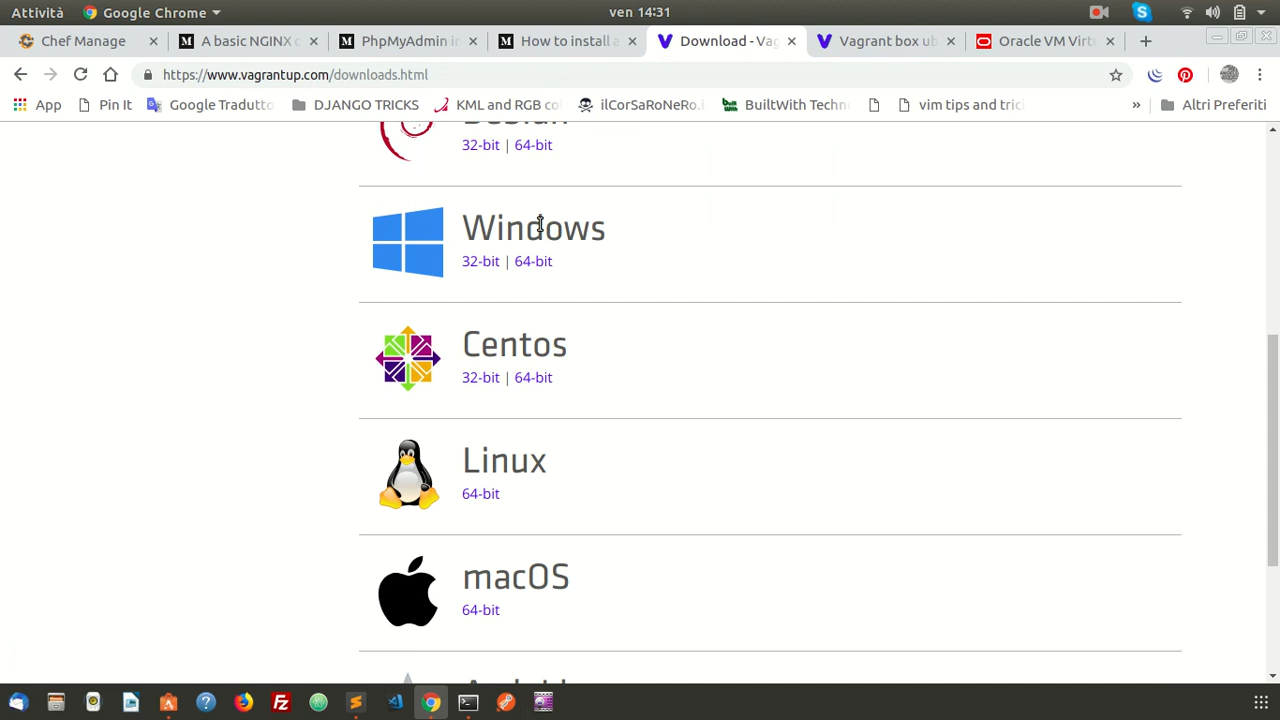 Attività
Google Chrome
ven 14:31
Chef Manage
A basic NGINX c
PhpMyAdmin in
How to install a
Download - Vag
Vagrant box ub
Oracle VM Virtu
https://www.vagrantup.com/downloads.html
App
Pin It
Google Tradutto
DJANGO TRICKS
KML and RGB co
ilCorSaRoNeRo.i
BuiltWith Techn
vim tips and tric
»
Altri Preferiti
Debian
32-bit | 64-bit
Windows
32-bit | 64-bit
Centos
32-bit | 64-bit
Linux
64-bit
macOS
64-bit